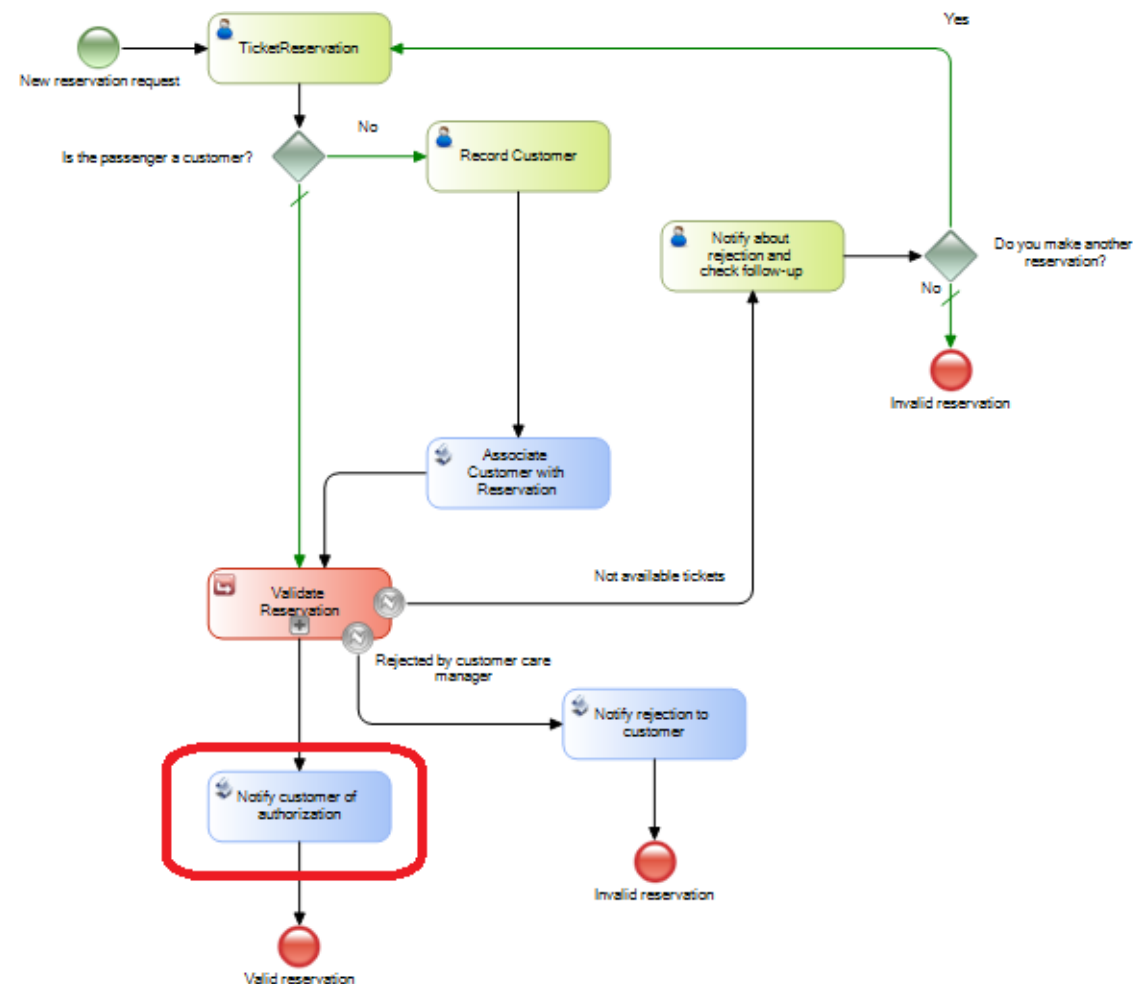 Yes
TicketReservation
New reservation request
No
Is the passenger a customer?
Record Customer
Notify about
rejection and
check follow-up
Do you make another
reservation?
No
Invalid reservation
Associate
Customer with
Reservation
Not available tickets
Validate
Reservation
Rejected by customer care
manager
Notify rejection to
customer
Notify customer of
authorization
Invalid reservation
Valid reservation